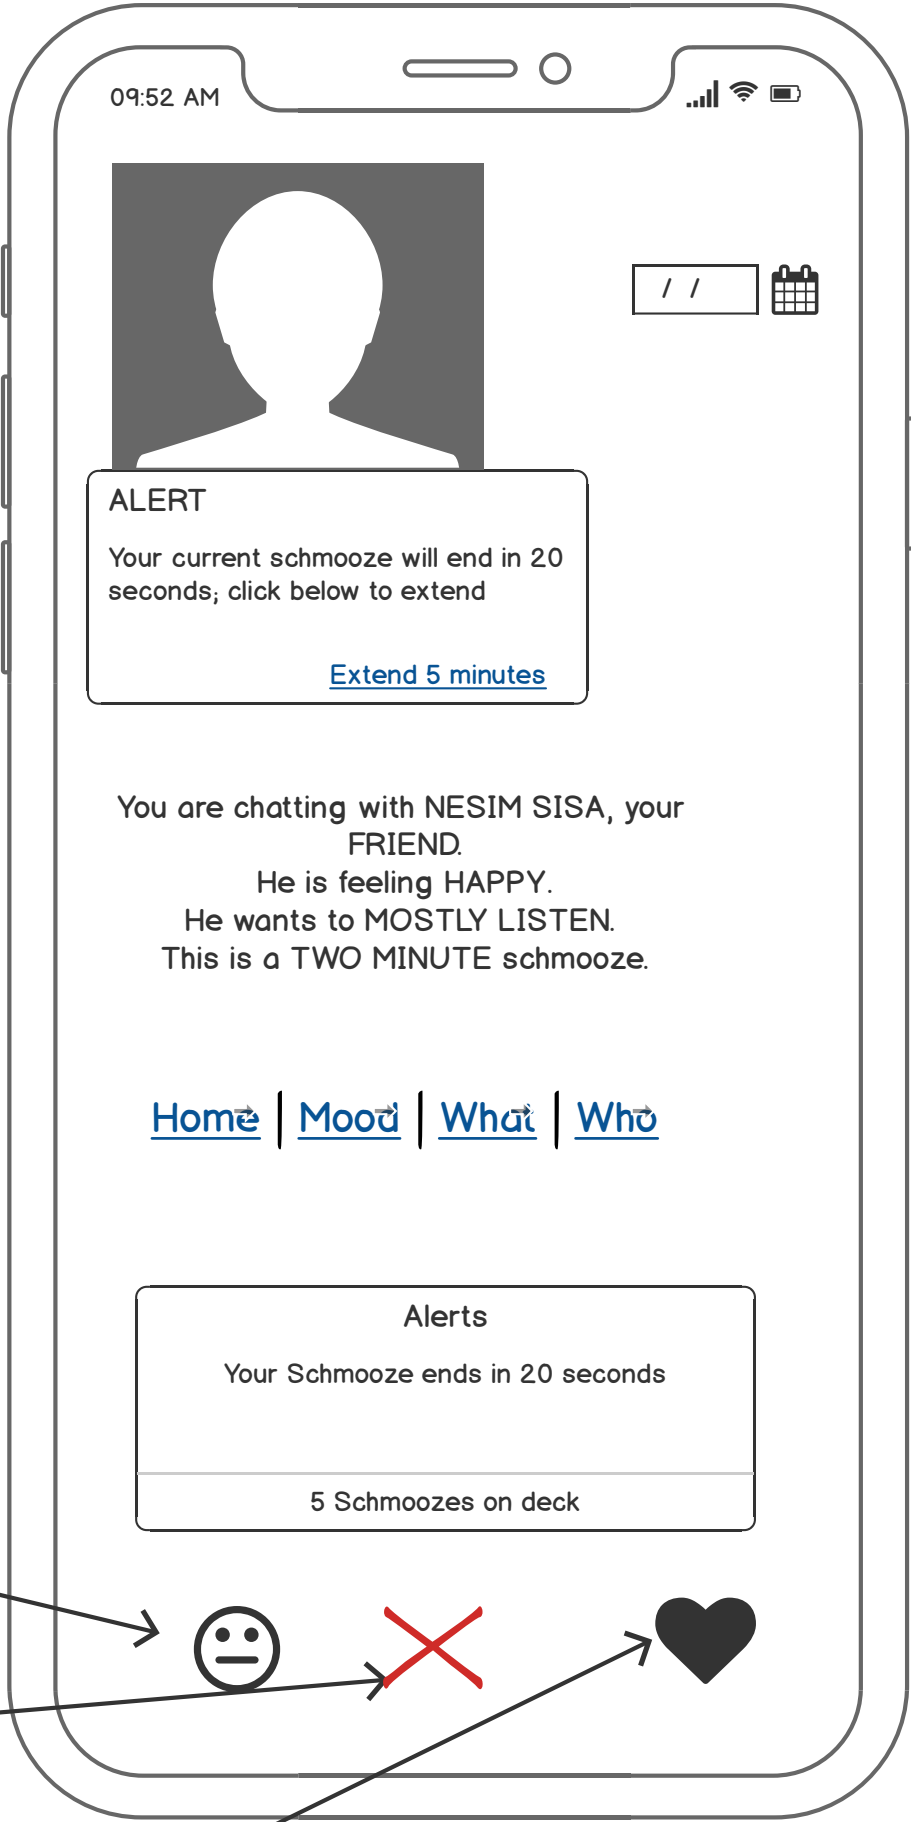 09:52 AM
/ /
ALERT
Your current schmooze will end in 20
seconds; click below to extend
Extend 5 minutes
You are chatting with NESIM SISA, your
FRIEND.
He is feeling HAPPY.
He wants to MOSTLY LISTEN.
This is a TWO MINUTE schmooze.
Home | Mood | What | Who
Alerts
Your Schmooze ends in 20 seconds
5 Schmoozes on deck